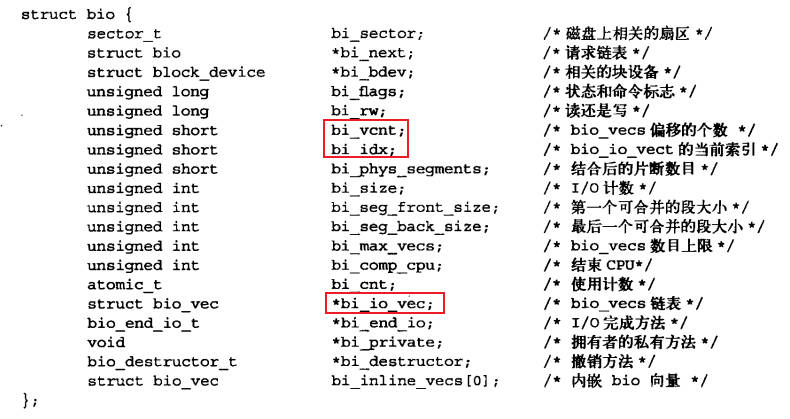 struct bio {
sector_t bi_sector; /* 磁盘上相关的扇区 */
struct bio *bi_next; /* 请求链表 */
struct block_device *bi_bdev; /* 相关的块设备 */
unsigned long bi_flags; /* 状态和命令标志 */
unsigned long bi_rw; /* 读还是写 */
unsigned short bi_vcnt; /* bio_vecs 偏移的个数 */
unsigned short bi_idx; /* bio_io_vect 的当前索引 */
unsigned short bi_phys_segments; /* 结合后的片断数目 */
unsigned int bi_size; /* I/O 计数 */
unsigned int bi_seg_front_size; /* 第一个可合并的段大小 */
unsigned int bi_seg_back_size; /* 最后一个可合并的段大小 */
unsigned int bi_max_vecs; /* bio_vecs 数目上限 */
unsigned int bi_comp_cpu; /* 结束 CPU*/
atomic_t bi_cnt; /* 使用计数 */
struct bio_vec *bi_io_vec; /* bio_vecs 链表 */
bio_end_io_t *bi_end_io; /* I/O 完成方法 */
void *bi_private; /* 拥有者的私有方法 */
bio_destructor_t *bi_destructor; /* 撤销方法 */
struct bio_vec bi_inline_vecs[0]; /* 内嵌 bio 向量 */
};